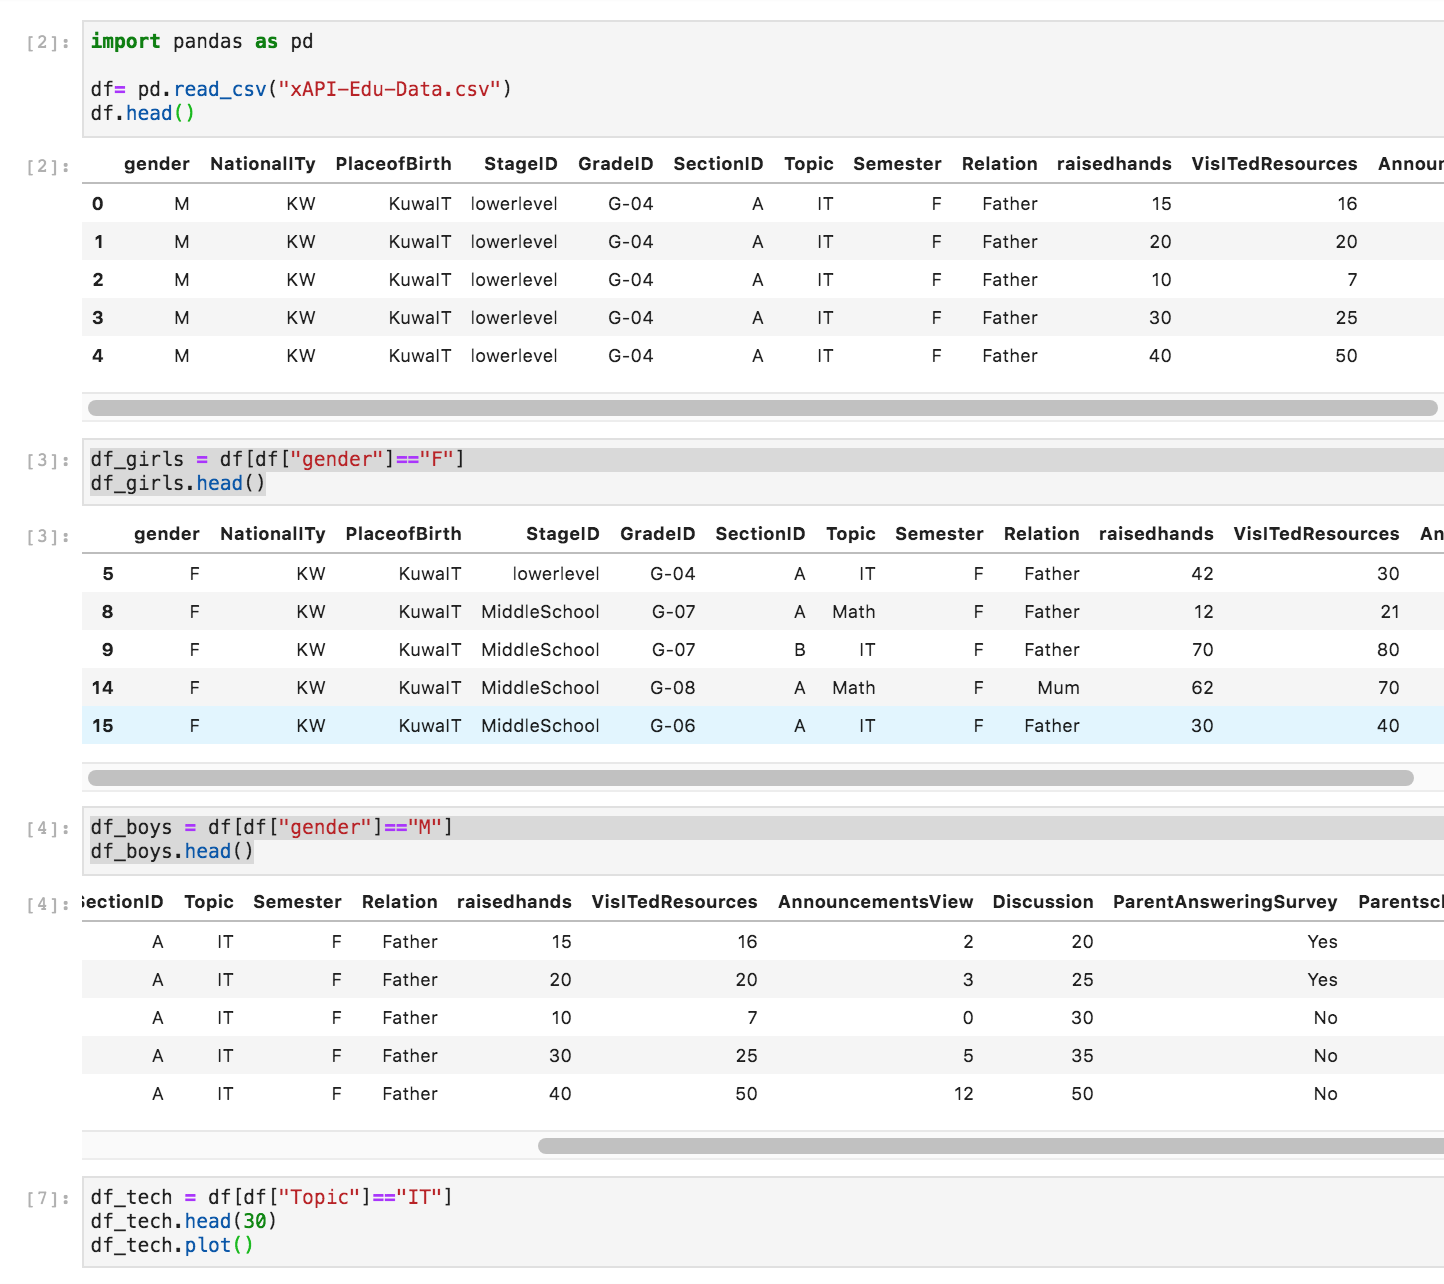 [2]: import pandas as pd
df= pd.read_csv("xAPI-Edu-Data.csv")
df.head()
[2]: gender NationalITy PlaceofBirth StageID GradeID SectionID Topic Semester Relation raisedhands VisITedResources Announ
0 M KW KuwaIT lowerlevel G-04 A IT F Father 15 16
1 M KW KuwaIT lowerlevel G-04 A IT F Father 20 20
2 M KW KuwaIT lowerlevel G-04 A IT F Father 10 7
3 M KW KuwaIT lowerlevel G-04 A IT F Father 30 25
4 M KW KuwaIT lowerlevel G-04 A IT F Father 40 50
[3]: df_girls = df[df["gender"]=="F"]
df_girls.head()
[3]: gender NationalITy PlaceofBirth StageID GradeID SectionID Topic Semester Relation raisedhands VisITedResources An
5 F KW KuwaIT lowerlevel G-04 A IT F Father 42 30
8 F KW KuwaIT MiddleSchool G-07 A Math F Father 12 21
9 F KW KuwaIT MiddleSchool G-07 B IT F Father 70 80
14 F KW KuwaIT MiddleSchool G-08 A Math F Mum 62 70
15 F KW KuwaIT MiddleSchool G-06 A IT F Father 30 40
[4]: df_boys = df[df["gender"]=="M"]
df_boys.head()
[4]: SectionID Topic Semester Relation raisedhands VisITedResources AnnouncementsView Discussion ParentAnsweringSurvey Parentscl
A IT F Father 15 16 2 20 Yes
A IT F Father 20 20 3 25 Yes
A IT F Father 10 7 0 30 No
A IT F Father 30 25 5 35 No
A IT F Father 40 50 12 50 No
[7]: df_tech = df[df["Topic"]=="IT"]
df_tech.head(30)
df_tech.plot()